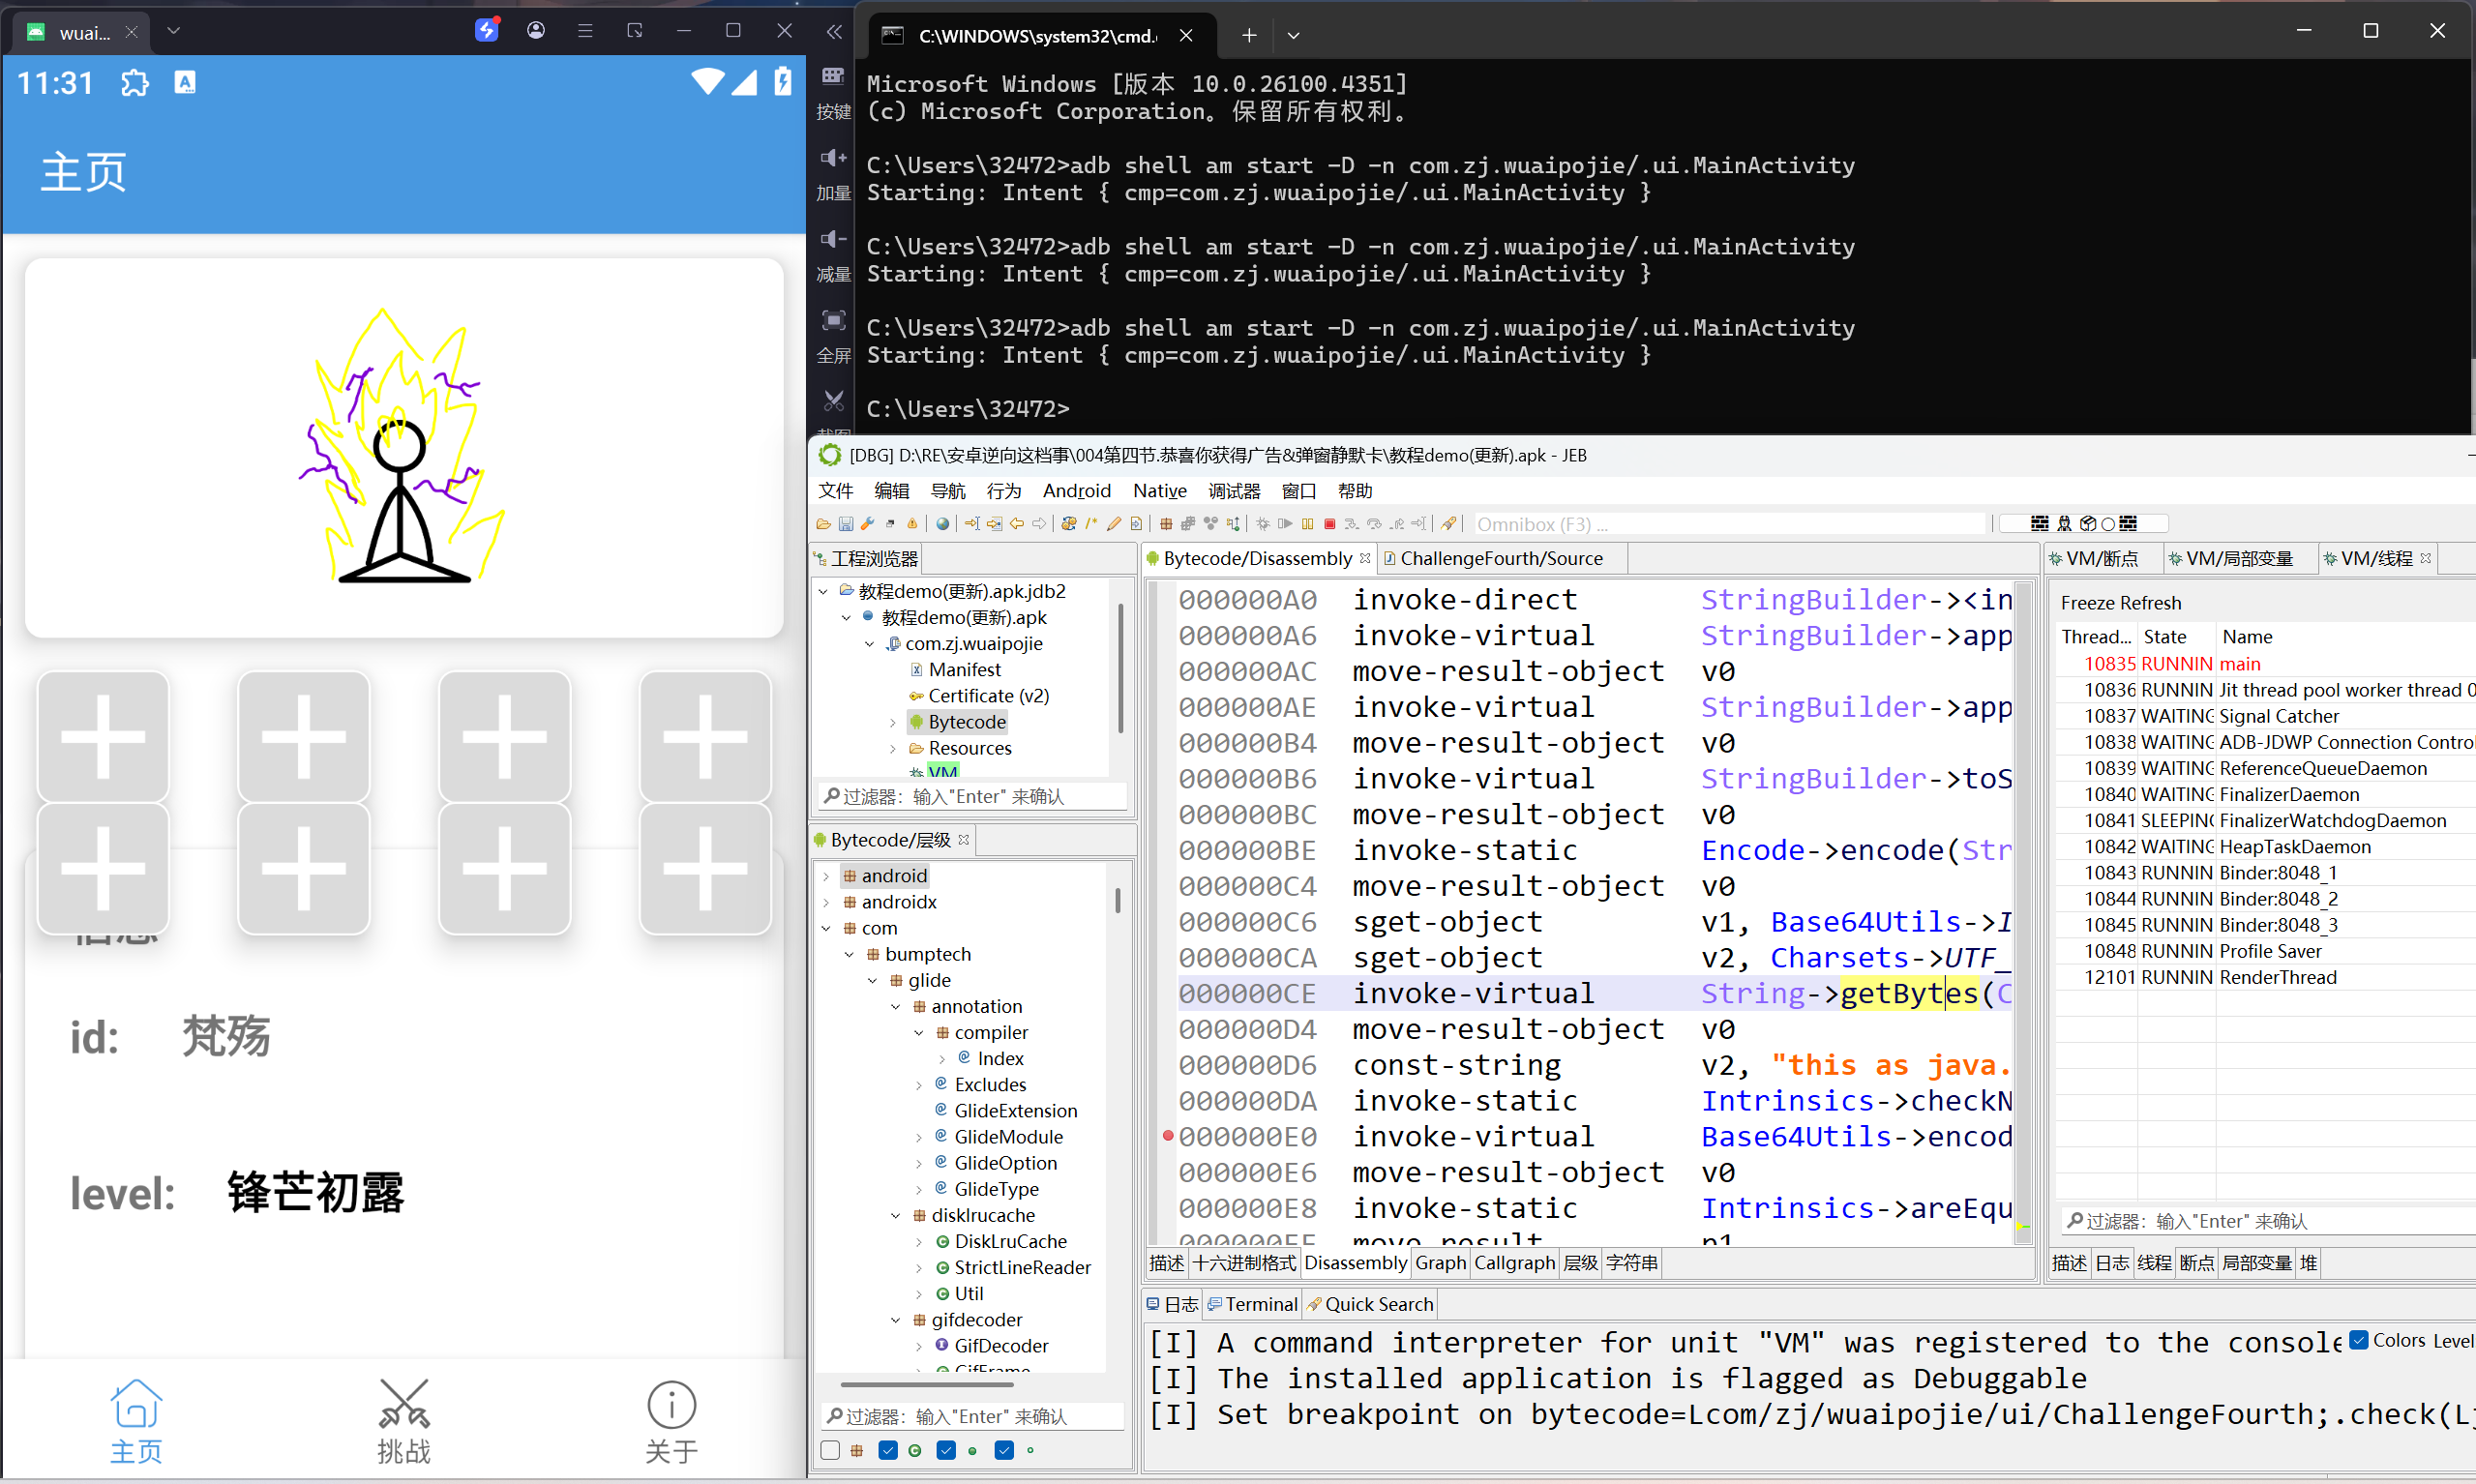 wuai...
11:31
主页
信息
id: 梵殇
level: 锋芒初露
主页
挑战
关于
按键
加量
减量
全屏
截图
C:\WINDOWS\system32\cmd.
Microsoft Windows [版本 10.0.26100.4351]
(c) Microsoft Corporation。保留所有权利。
C:\Users\32472>adb shell am start -D -n com.zj.wuaipojie/.ui.MainActivity
Starting: Intent { cmp=com.zj.wuaipojie/.ui.MainActivity }
C:\Users\32472>adb shell am start -D -n com.zj.wuaipojie/.ui.MainActivity
Starting: Intent { cmp=com.zj.wuaipojie/.ui.MainActivity }
C:\Users\32472>adb shell am start -D -n com.zj.wuaipojie/.ui.MainActivity
Starting: Intent { cmp=com.zj.wuaipojie/.ui.MainActivity }
C:\Users\32472>
[DBG] D:\RE\安卓逆向这档事\004第四节.恭喜你获得广告&弹窗静默卡\教程demo(更新).apk - JEB
文件 编辑 导航 行为 Android Native 调试器 窗口 帮助
Omnibox (F3) ...
工程浏览器
教程demo(更新).apk.jdb2
教程demo(更新).apk
com.zj.wuaipojie
Manifest
Certificate (v2)
Bytecode
Resources
VM
过滤器: 输入"Enter" 来确认
Bytecode/层级
android
androidx
com
bumptech
glide
annotation
compiler
Index
Excludes
GlideExtension
GlideModule
GlideOption
GlideType
disklrucache
DiskLruCache
StrictLineReader
Util
gifdecoder
GifDecoder
GifFrame
过滤器: 输入"Enter" 来确认
Bytecode/Disassembly ChallengeFourth/Source
000000A0 invoke-direct StringBuilder-><in
000000A6 invoke-virtual StringBuilder->app
000000AC move-result-object v0
000000AE invoke-virtual StringBuilder->app
000000B4 move-result-object v0
000000B6 invoke-virtual StringBuilder->toS
000000BC move-result-object v0
000000BE invoke-static Encode->encode(Str
000000C4 move-result-object v0
000000C6 sget-object v1, Base64Utils->I
000000CA sget-object v2, Charsets->UTF_
000000CE invoke-virtual String->getBytes(C
000000D4 move-result-object v0
000000D6 const-string v2, "this as java.
000000DA invoke-static Intrinsics->checkN
000000E0 invoke-virtual Base64Utils->encod
000000E6 move-result-object v0
000000E8 invoke-static Intrinsics->areEqu
000000EE move-result p1
描述 十六进制格式 Disassembly Graph Callgraph 层级 字符串
VM/断点 VM/局部变量 VM/线程
Freeze Refresh
Thread... State Name
10835 RUNNIN main
10836 RUNNIN Jit thread pool worker thread 0
10837 WAITING Signal Catcher
10838 WAITING ADB-JDWP Connection Control
10839 WAITING ReferenceQueueDaemon
10840 WAITING FinalizerDaemon
10841 SLEEPING FinalizerWatchdogDaemon
10842 WAITING HeapTaskDaemon
10843 RUNNIN Binder:8048_1
10844 RUNNIN Binder:8048_2
10845 RUNNIN Binder:8048_3
10848 RUNNIN Profile Saver
12101 RUNNIN RenderThread
过滤器: 输入"Enter" 来确认
描述 日志 线程 断点 局部变量 堆
日志 Terminal Quick Search
[I] A command interpreter for unit "VM" was registered to the console
Colors Level
[I] The installed application is flagged as Debuggable
[I] Set breakpoint on bytecode=Lcom/zj/wuaipojie/ui/ChallengeFourth;.check(Lj